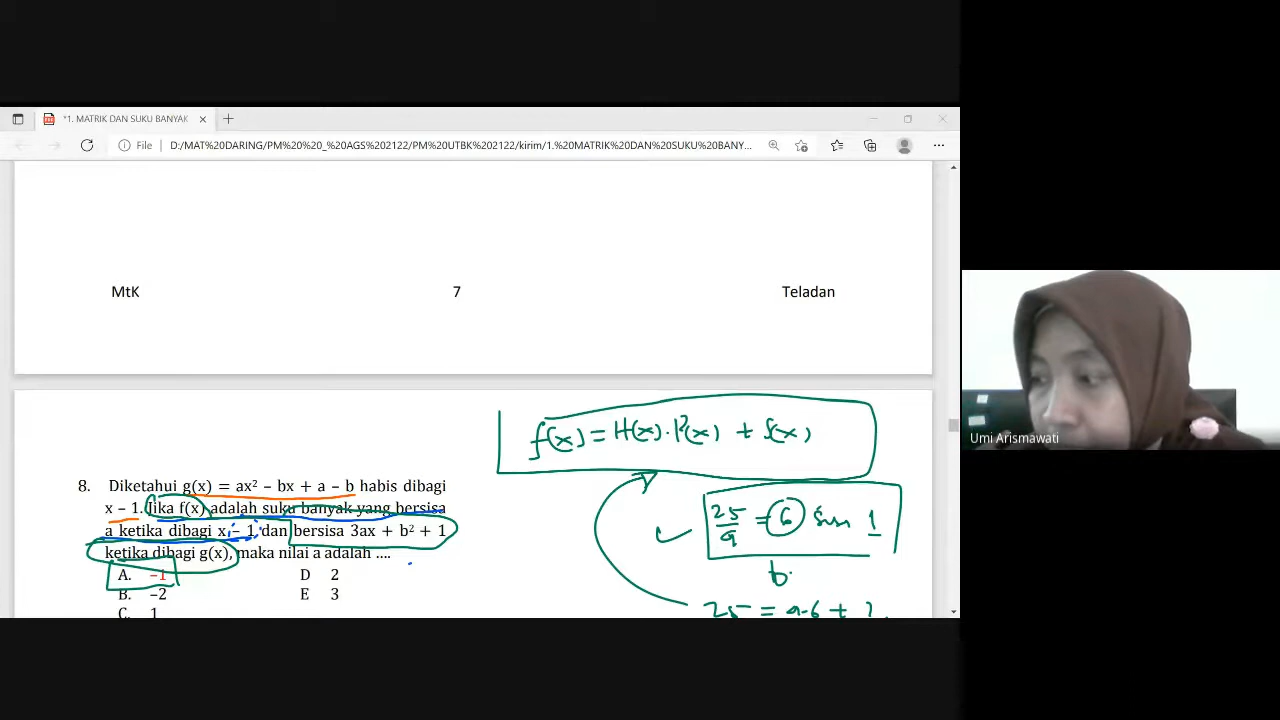 *1. MATRIK DAN SUKU BANYAK
File
D:/MAT%20DARING/PM%20%20_%20AGS%202122/PM%20UTBK%202122/kirim/1.%20MATRIK%20DAN%20SUKU%20BANY...
MtK 7 Teladan
f(x) = H(x) . P(x) + S(x)
8. Diketahui g(x) = ax² – bx + a – b habis dibagi
x – 1. Jika f(x) adalah suku banyak yang bersisa
a ketika dibagi x – 1 dan bersisa 3ax + b² + 1
ketika dibagi g(x), maka nilai a adalah ....
A. –1 D 2
B. –2 E 3
C. 1
25/9 = 6 1
b
25 = 9.6 +
Umi Arismawati